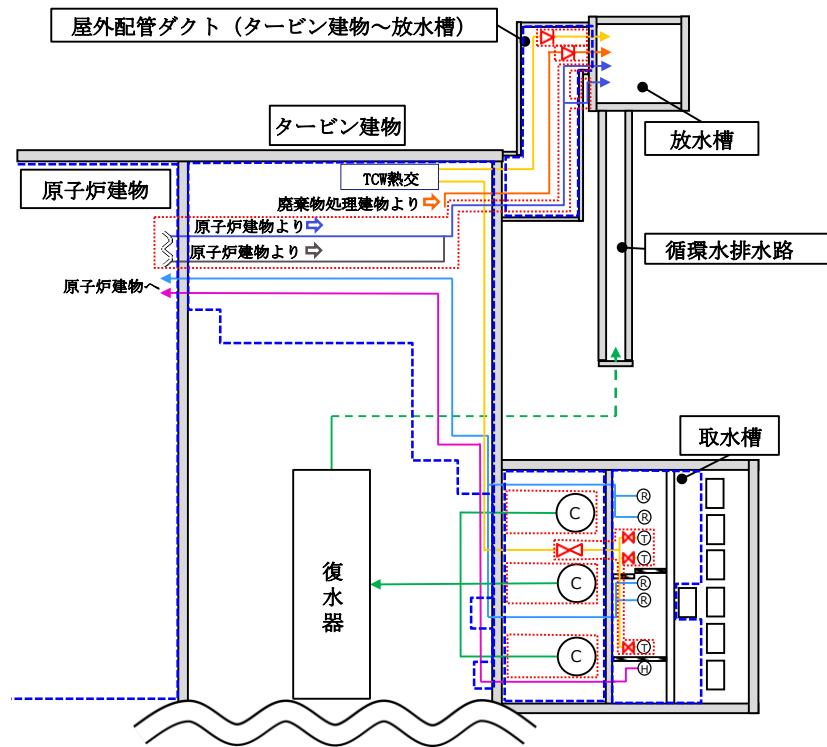 屋外配管ダクト（タービン建物～放水槽）
タービン建物
放水槽
原子炉建物
TCW熱交
廃棄物処理建物より
原子炉建物より
原子炉建物より
循環水排水路
原子炉建物へ
取水槽
復水器
C
C
C
R
R
T
T
R
R
T
H